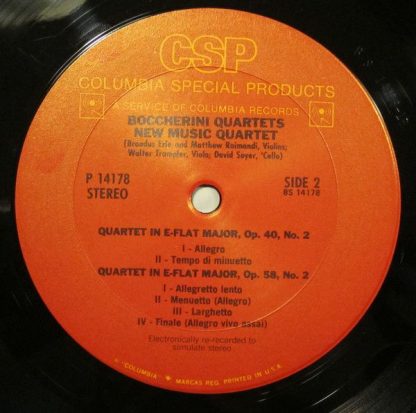 CSP
COLUMBIA SPECIAL PRODUCTS
A SERVICE OF COLUMBIA RECORDS
BOCCHERINI QUARTETS
NEW MUSIC QUARTET
(Broadus Erle and Matthew Raimondi, Violins;
Walter Trampler, Viola; David Soyer, 'Cello)
P 14178
STEREO
SIDE 2
BS 14178
QUARTET IN E-FLAT MAJOR, Op. 40, No. 2
I - Allegro
II - Tempo di minuetto
QUARTET IN E-FLAT MAJOR, Op. 58, No. 2
I - Allegretto lento
II - Menuetto (Allegro)
III - Larghetto
IV - Finale (Allegro vivo assai)
Electronically re-recorded to
simulate stereo
"COLUMBIA" MARCAS REG. PRINTED IN U.S.A.